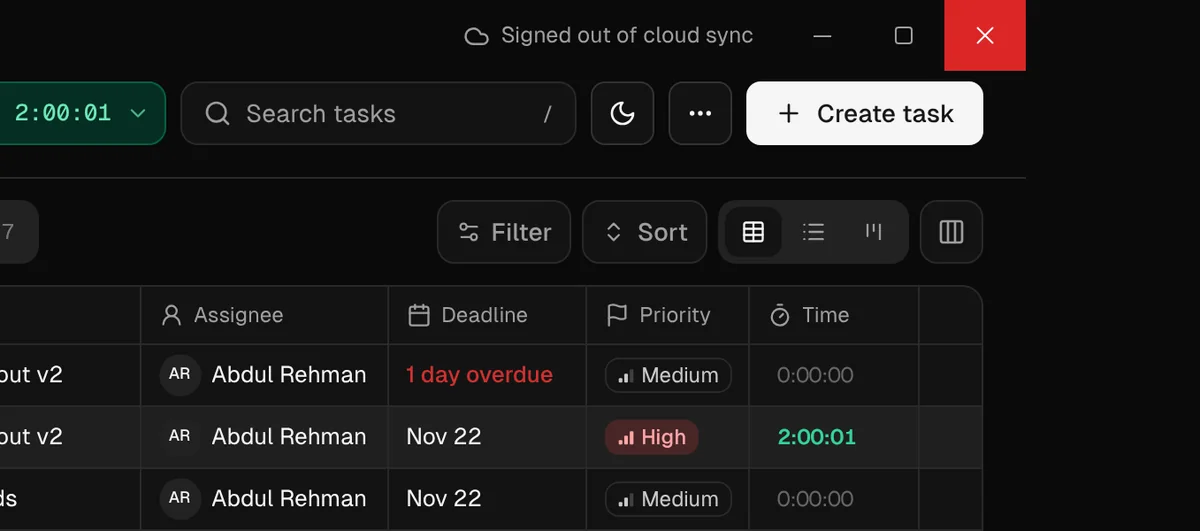 Signed out of cloud sync
2:00:01 Search tasks / Create task
7 Filter Sort
Assignee Deadline Priority Time
out v2 AR Abdul Rehman 1 day overdue Medium 0:00:00
out v2 AR Abdul Rehman Nov 22 High 2:00:01
ds AR Abdul Rehman Nov 22 Medium 0:00:00